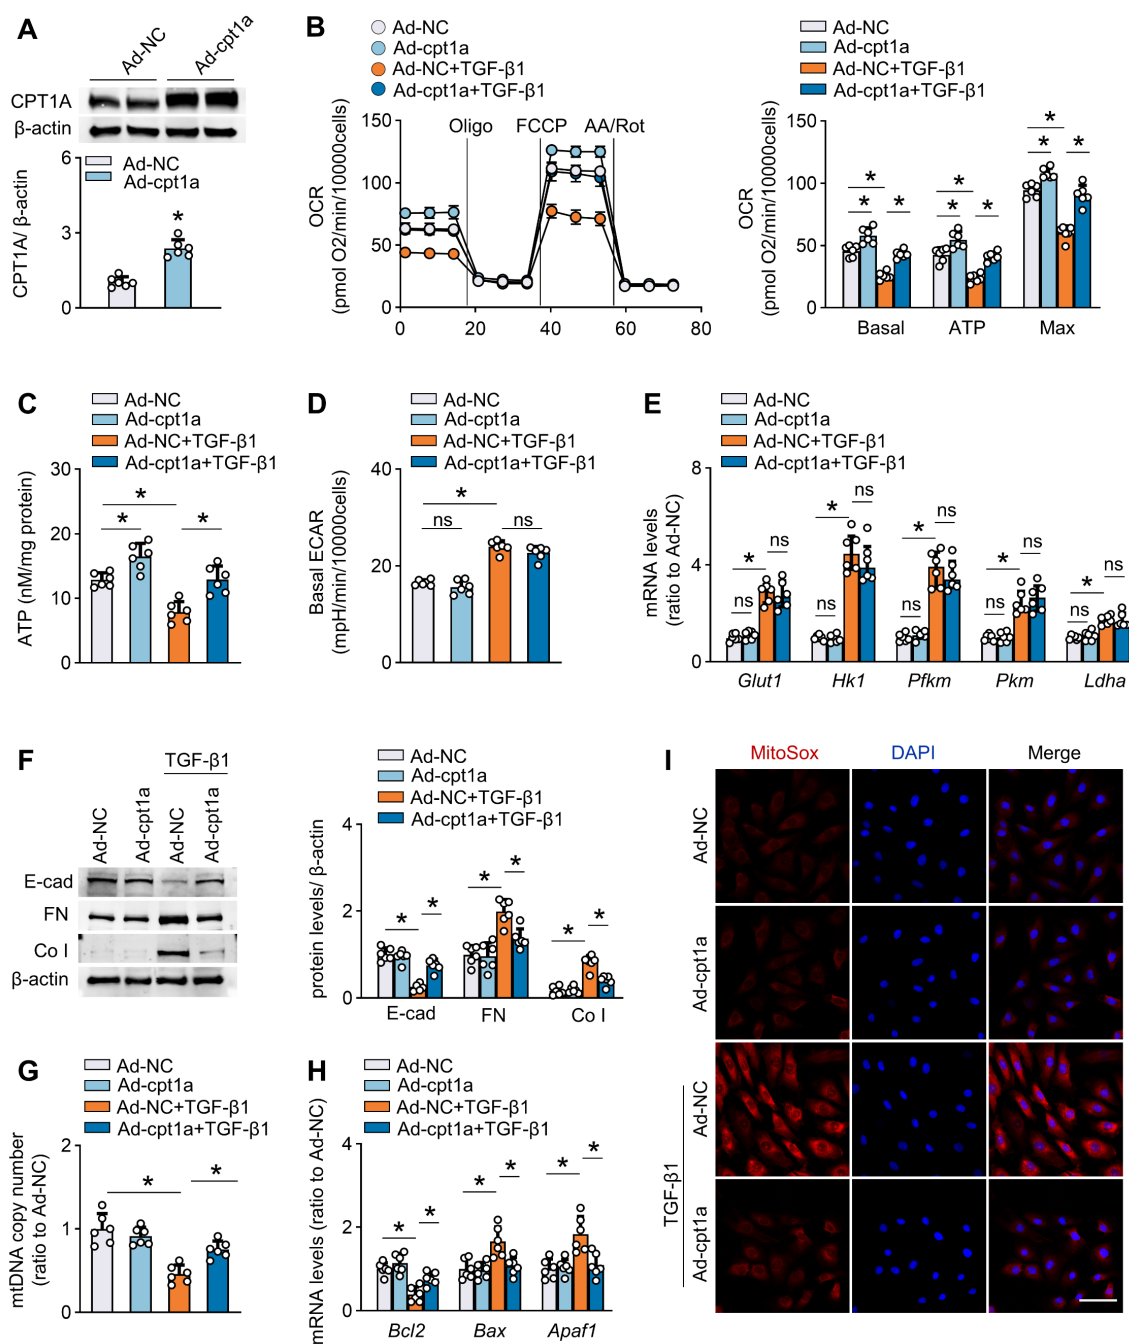 A
Ad-NC
Ad-cpt1a
CPT1A
β-actin
Ad-NC
Ad-cpt1a
CPT1A/ β-actin
6
3
0
*
B
Ad-NC
Ad-cpt1a
Ad-NC+TGF-β1
Ad-cpt1a+TGF-β1
OCR
(pmol O2/min/10000cells)
150
100
50
0
Oligo
FCCP
AA/Rot
0
20
40
60
80
Ad-NC
Ad-cpt1a
Ad-NC+TGF-β1
Ad-cpt1a+TGF-β1
OCR
(pmol O2/min/10000cells)
150
100
50
0
* * *
* * *
* * *
Basal
ATP
Max
C
Ad-NC
Ad-cpt1a
Ad-NC+TGF-β1
Ad-cpt1a+TGF-β1
ATP (nM/mg protein)
30
20
10
0
*
* *
D
Ad-NC
Ad-cpt1a
Ad-NC+TGF-β1
Ad-cpt1a+TGF-β1
Basal ECAR
(mpH/min/10000cells)
40
20
0
*
ns ns
E
Ad-NC
Ad-cpt1a
Ad-NC+TGF-β1
Ad-cpt1a+TGF-β1
mRNA levels
(ratio to Ad-NC)
8
4
0
ns * ns
ns * ns
ns * ns
ns * ns
ns * ns
Glut1
Hk1
Pfkm
Pkm
Ldha
F
TGF-β1
Ad-NC
Ad-cpt1a
Ad-NC
Ad-cpt1a
E-cad
FN
Co I
β-actin
Ad-NC
Ad-cpt1a
Ad-NC+TGF-β1
Ad-cpt1a+TGF-β1
protein levels/ β-actin
4
2
0
* *
* *
* *
E-cad
FN
Co I
G
Ad-NC
Ad-cpt1a
Ad-NC+TGF-β1
Ad-cpt1a+TGF-β1
mtDNA copy number
(ratio to Ad-NC)
2
1
0
* *
H
Ad-NC
Ad-cpt1a
Ad-NC+TGF-β1
Ad-cpt1a+TGF-β1
mRNA levels (ratio to Ad-NC)
4
2
0
* *
* *
* *
Bcl2
Bax
Apaf1
I
MitoSox
DAPI
Merge
Ad-NC
Ad-cpt1a
TGF-β1
Ad-NC
Ad-cpt1a